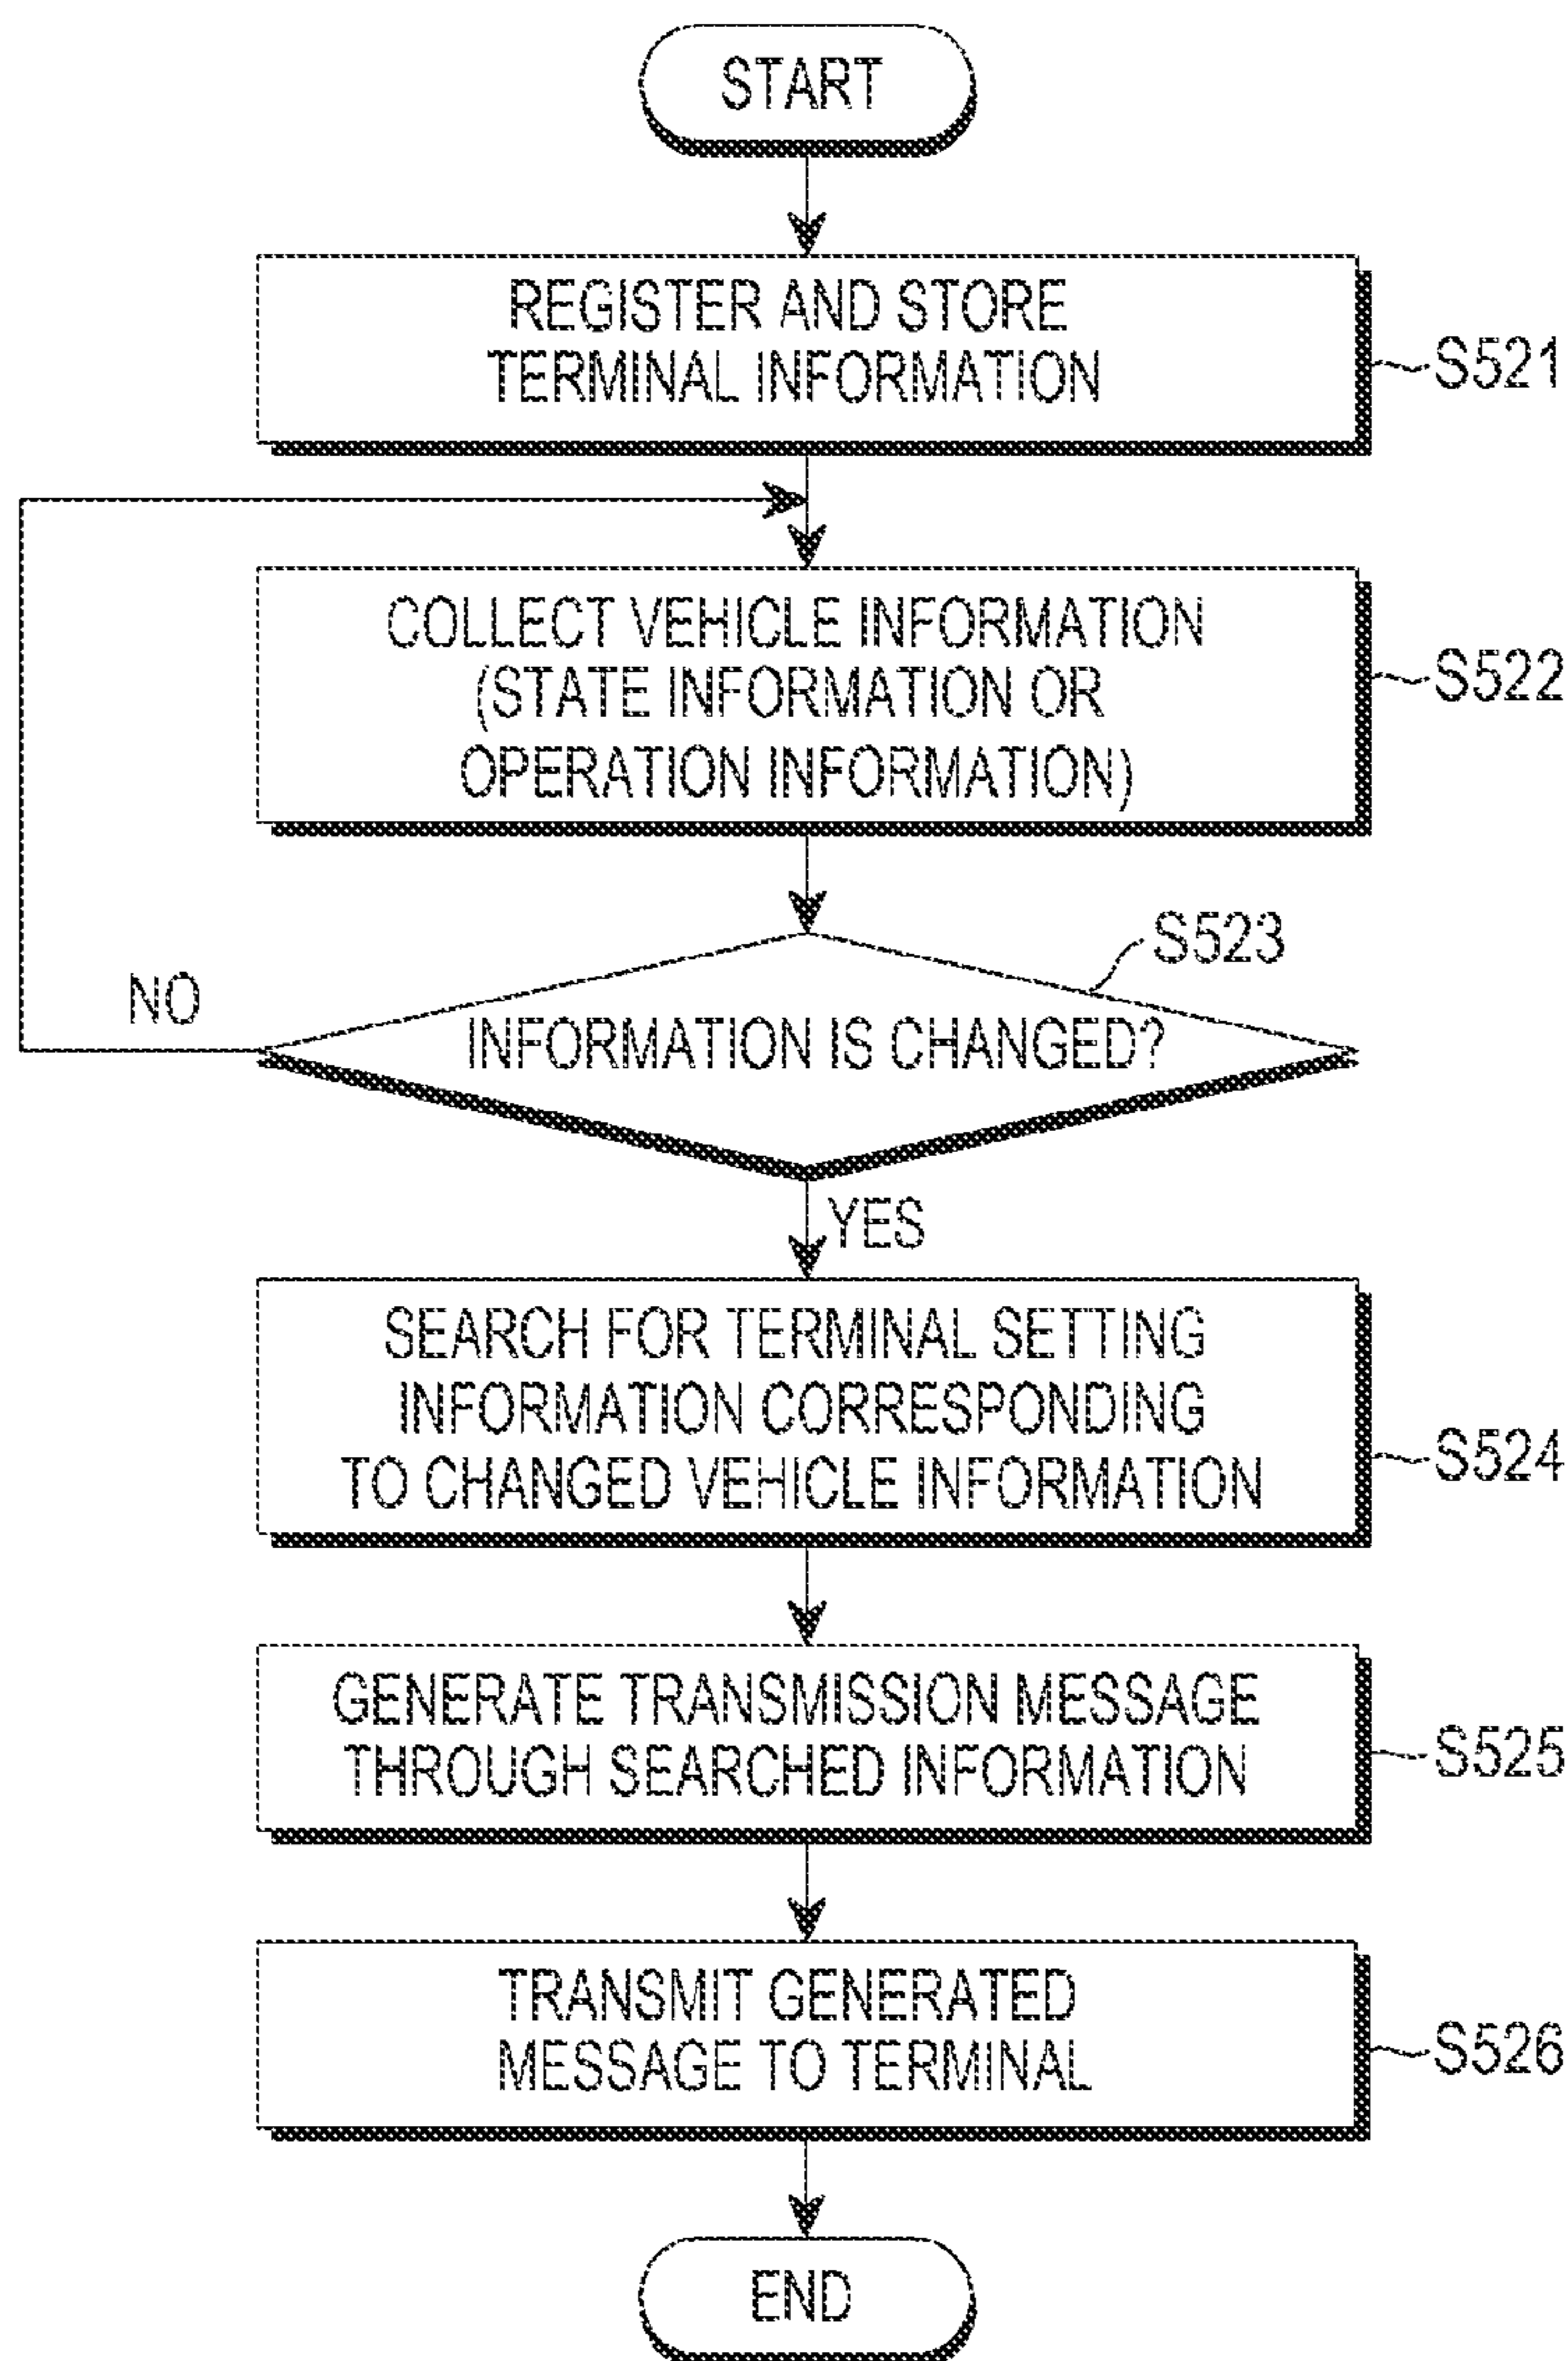 START
REGISTER AND STORE
TERMINAL INFORMATION
S521
COLLECT VEHICLE INFORMATION
(STATE INFORMATION OR
OPERATION INFORMATION)
S522
S523
NO
INFORMATION IS CHANGED?
YES
SEARCH FOR TERMINAL SETTING
INFORMATION CORRESPONDING
TO CHANGED VEHICLE INFORMATION
S524
GENERATE TRANSMISSION MESSAGE
THROUGH SEARCHED INFORMATION
S525
TRANSMIT GENERATED
MESSAGE TO TERMINAL
S526
END